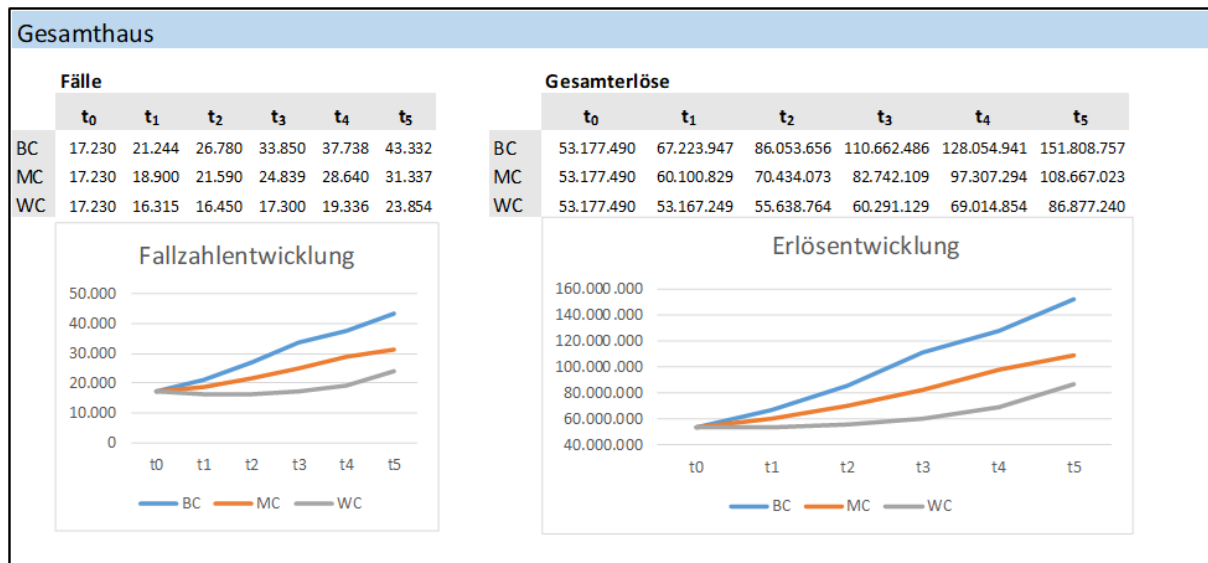 Gesamthaus
Fälle
t₀ t₁ t₂ t₃ t₄ t₅
BC 17.230 21.244 26.780 33.850 37.738 43.332
MC 17.230 18.900 21.590 24.839 28.640 31.337
WC 17.230 16.315 16.450 17.300 19.336 23.854
Fallzahlentwicklung
50.000
40.000
30.000
20.000
10.000
0
t0 t1 t2 t3 t4 t5
BC MC WC
Gesamterlöse
t₀ t₁ t₂ t₃ t₄ t₅
BC 53.177.490 67.223.947 86.053.656 110.662.486 128.054.941 151.808.757
MC 53.177.490 60.100.829 70.434.073 82.742.109 97.307.294 108.667.023
WC 53.177.490 53.167.249 55.638.764 60.291.129 69.014.854 86.877.240
Erlösentwicklung
160.000.000
140.000.000
120.000.000
100.000.000
80.000.000
60.000.000
40.000.000
t0 t1 t2 t3 t4 t5
BC MC WC